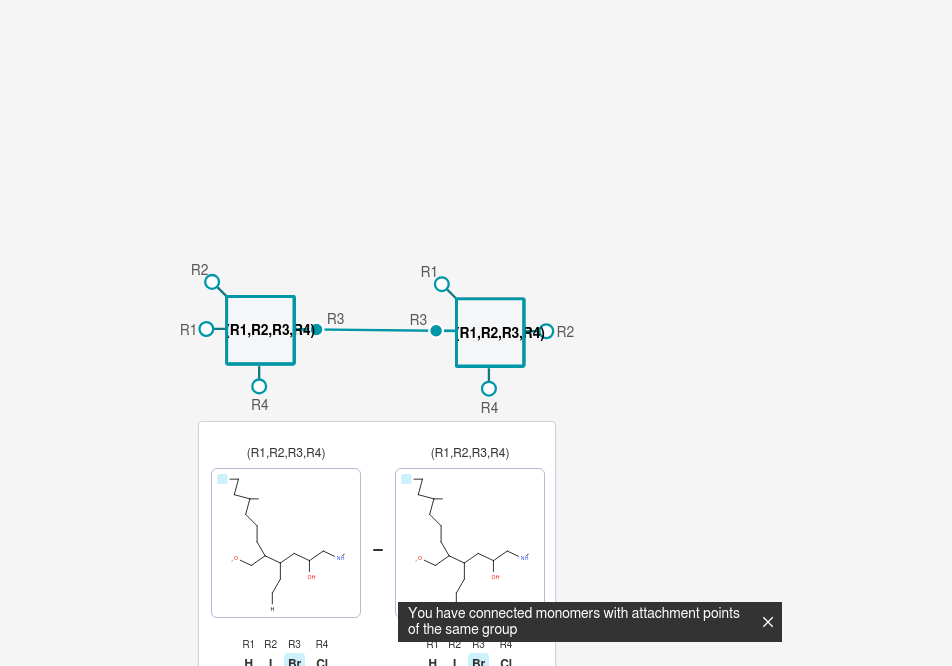 R2
R1
R1
(R1,R2,R3,R4)
R3
R3
(R1,R2,R3,R4)
R2
R4
R4
(R1,R2,R3,R4)
(R1,R2,R3,R4)
O
OH
NH
H
–
O
OH
NH
You have connected monomers with attachment points
of the same group
R1 R2 R3 R4
H I Br Cl
R1 R2 R3 R4
H I Br Cl